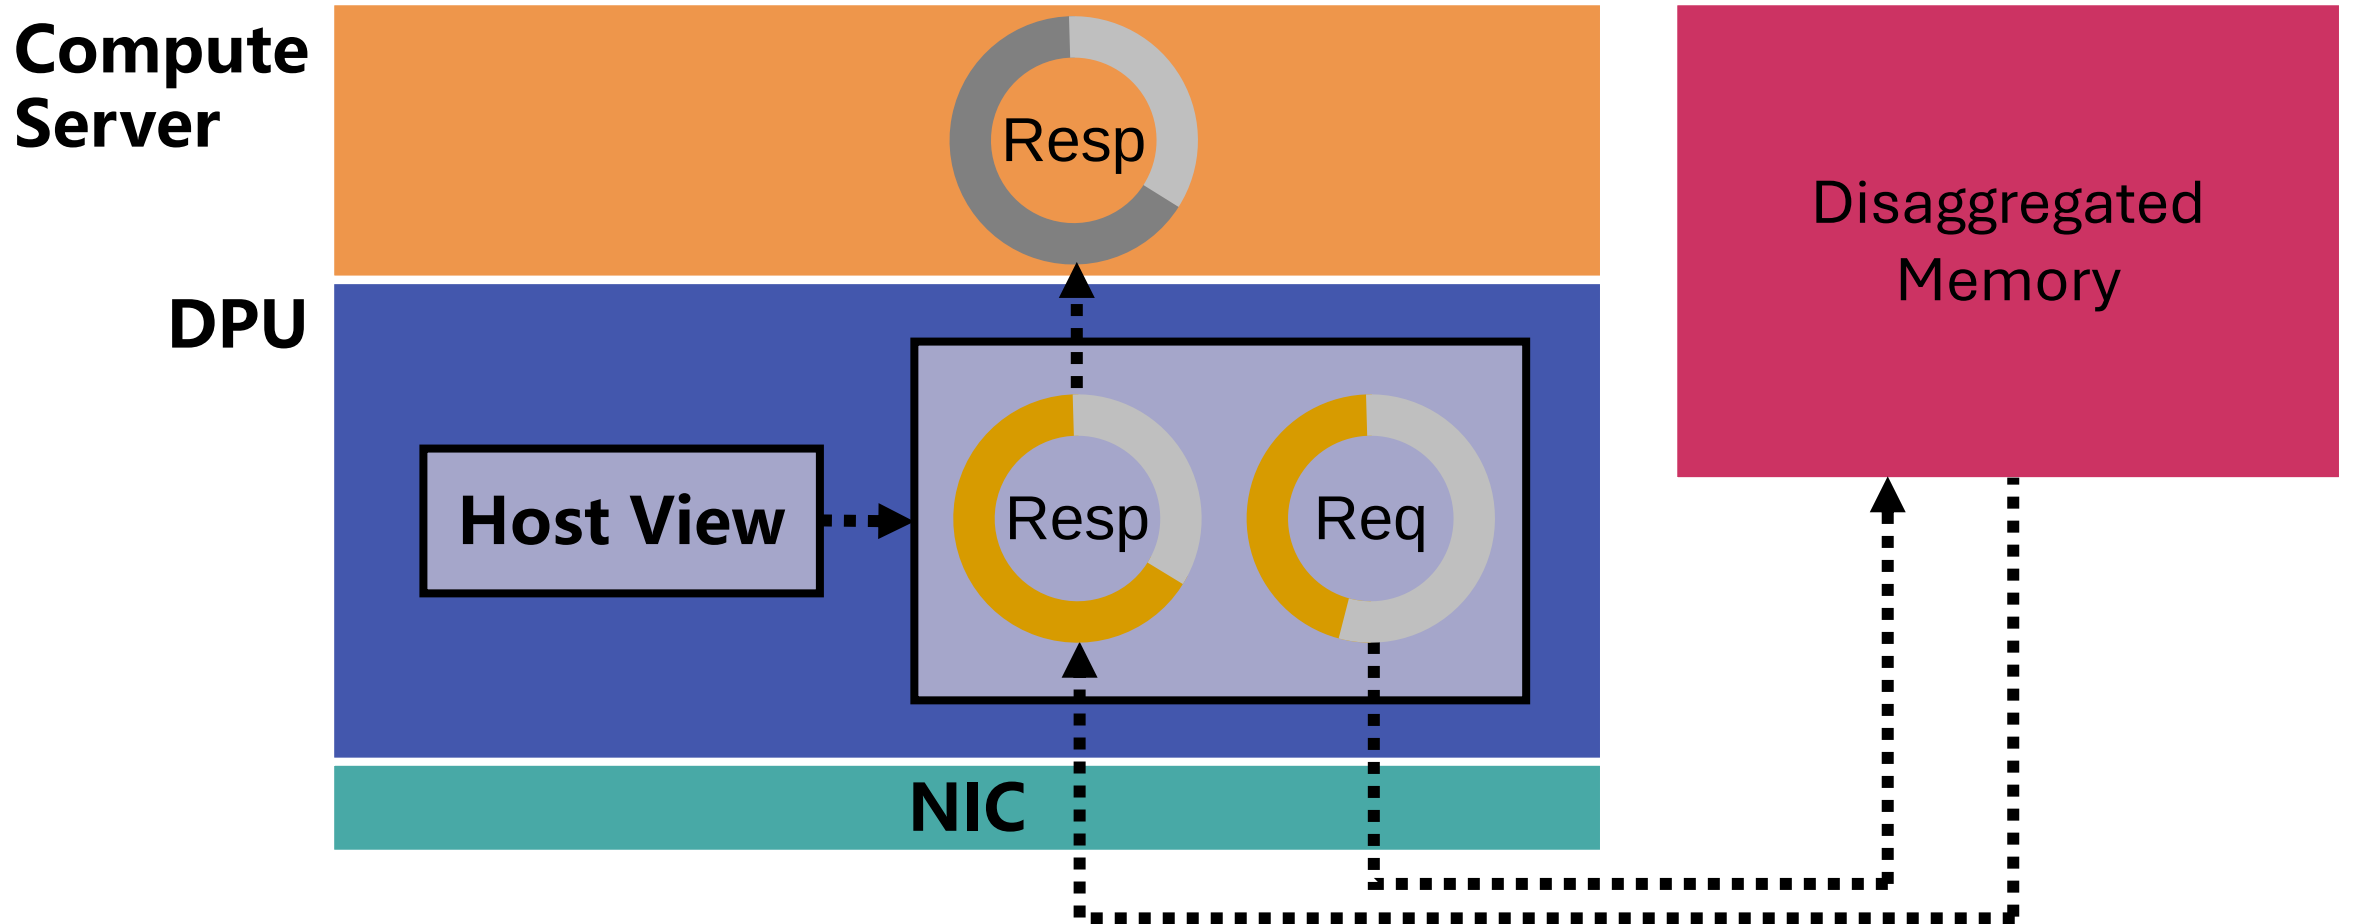 Compute
Server
Resp
Disaggregated
Memory
DPU
Host View
Resp
Req
NIC